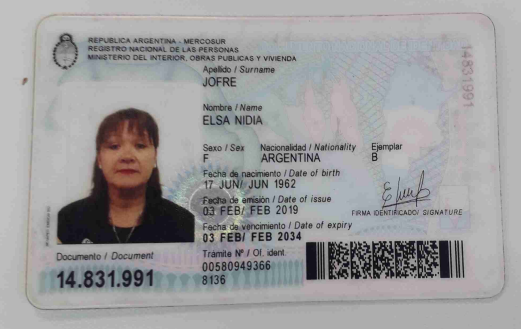 REPUBLICA ARGENTINA - MERCOSUR
REGISTRO NACIONAL DE LAS PERSONAS
MINISTERIO DEL INTERIOR, OBRAS PUBLICAS Y VIVIENDA
Apellido / Surname
JOFRE
Nombre / Name
ELSA NIDIA
Sexo / Sex Nacionalidad / Nationality Ejemplar
F ARGENTINA B
Fecha de nacimiento / Date of birth
17 JUN/ JUN 1962
Fecha de emisión / Date of issue
03 FEB/ FEB 2019
FIRMA IDENTIFICADO/ SIGNATURE
Fecha de vencimiento / Date of expiry
03 FEB/ FEB 2034
Documento / Document
14.831.991
Trámite Nº / Of. ident.
00580949366
8136
14831991